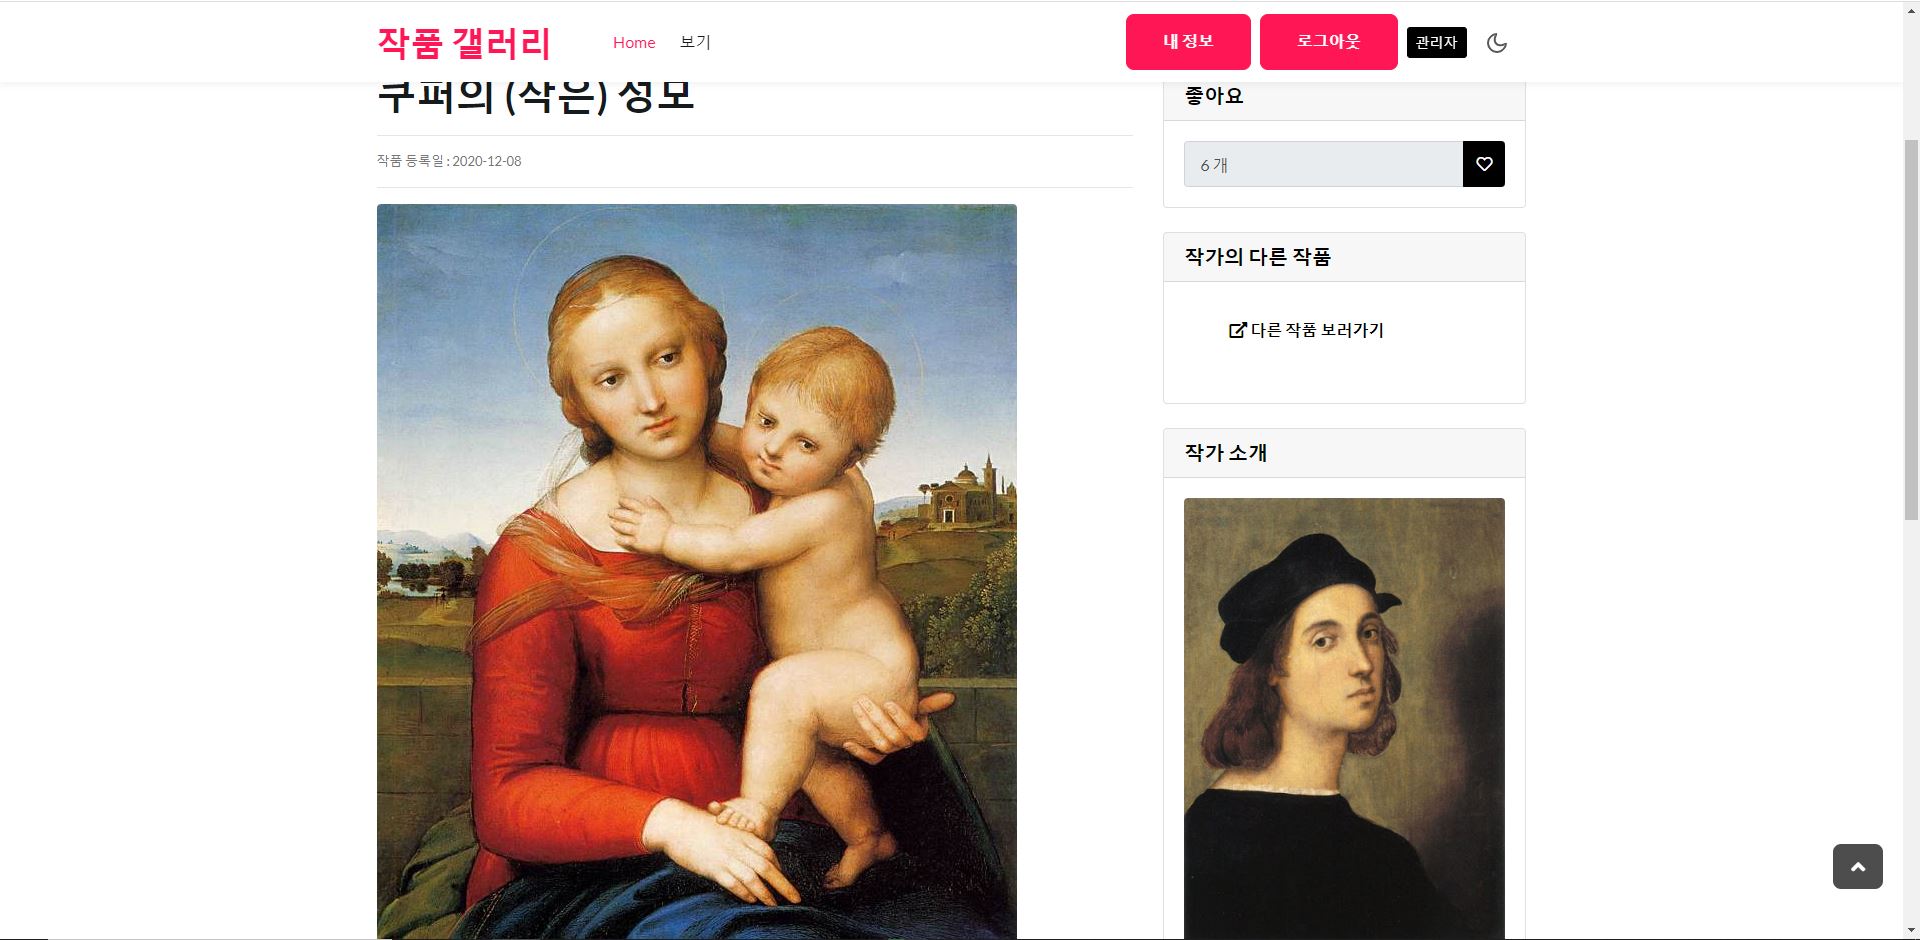 작품 갤러리
Home
보기
내 정보
로그아웃
관리자
쿠퍼의 (작은) 성모
작품 등록일 : 2020-12-08
좋아요
6 개
작가의 다른 작품
다른 작품 보러가기
작가 소개